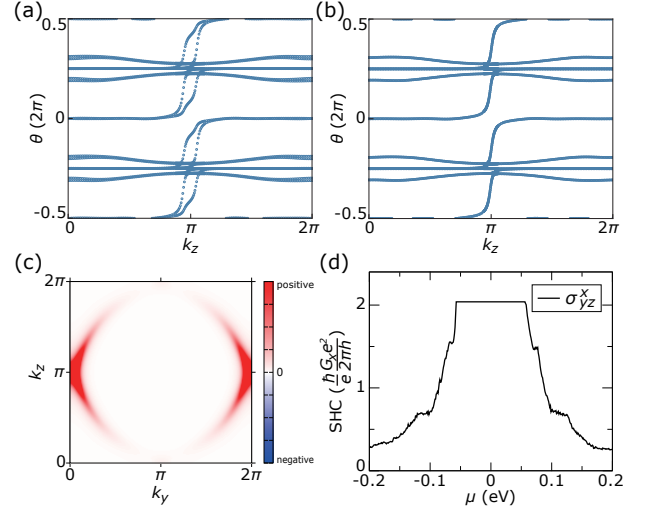 (a)
0.5
θ (2π)
0
-0.5
0
π
2π
k_z
(b)
0.5
θ (2π)
0
-0.5
0
π
2π
k_z
(c)
2π
k_z
π
0
0
π
2π
k_y
positive
0
negative
(d)
SHC (ħ/e G_x e²/2πh)
2
1
0
-0.2
-0.1
0
0.1
0.2
μ (eV)
σ^x_yz